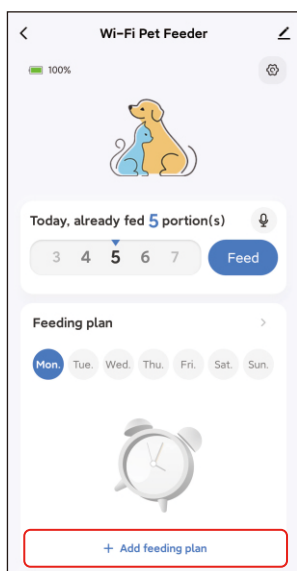 Wi-Fi Pet Feeder
100%
Today, already fed 5 portion(s)
3 4 5 6 7 Feed
Feeding plan
Mon. Tue. Wed. Thu. Fri. Sat. Sun.
+ Add feeding plan